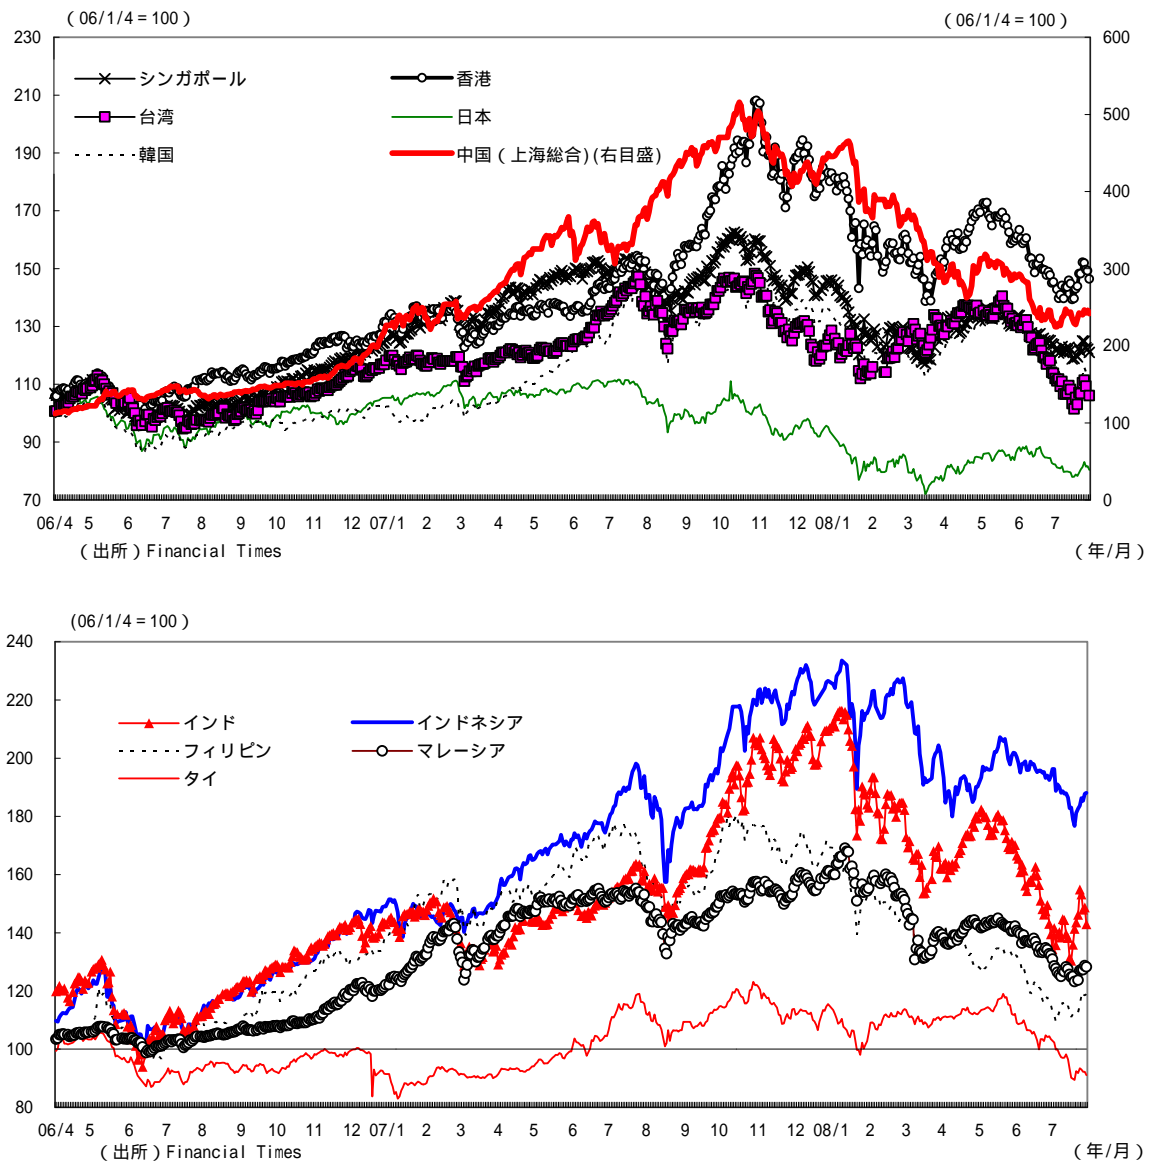 (06/1/4＝100)
(06/1/4＝100)
230
210
190
170
150
130
110
90
70
600
500
400
300
200
100
0
シンガポール
香港
台湾
日本
韓国
中国(上海総合)(右目盛)
06/4 5 6 7 8 9 10 11 12 07/1 2 3 4 5 6 7 8 9 10 11 12 08/1 2 3 4 5 6 7
(出所)Financial Times
(年/月)
(06/1/4＝100)
240
220
200
180
160
140
120
100
80
インド
インドネシア
フィリピン
マレーシア
タイ
06/4 5 6 7 8 9 10 11 12 07/1 2 3 4 5 6 7 8 9 10 11 12 08/1 2 3 4 5 6 7
(出所)Financial Times
(年/月)